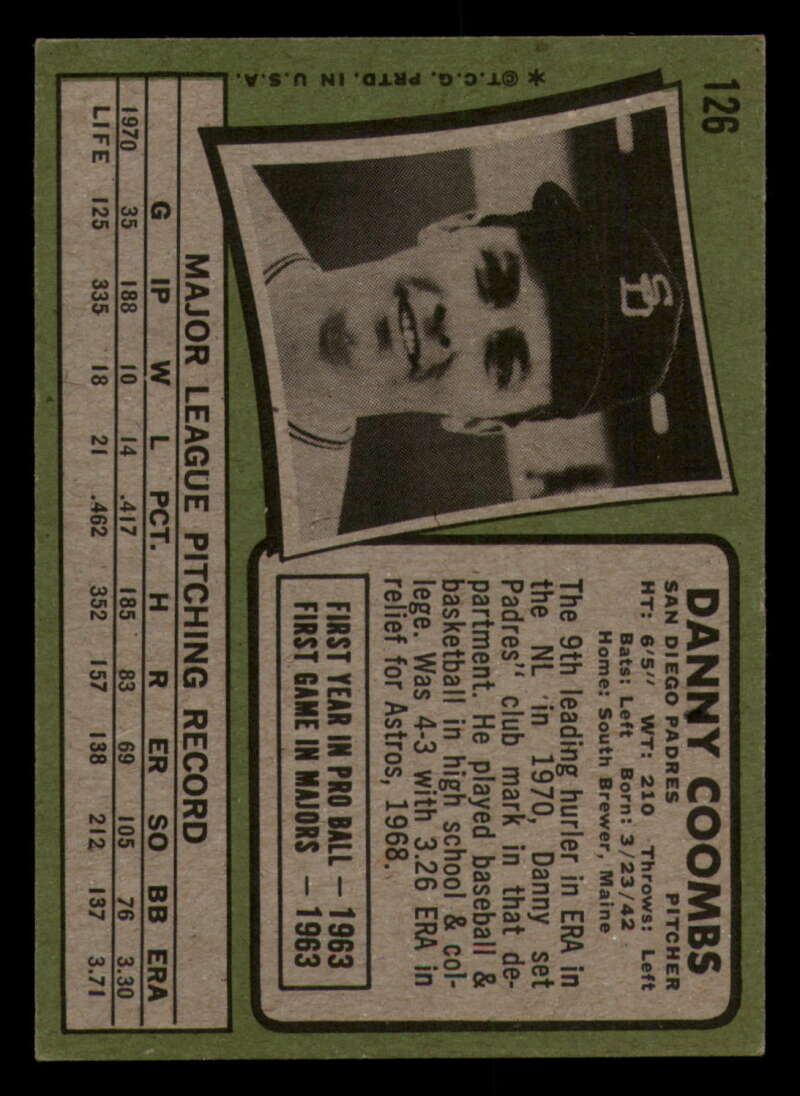 126
*©T.C.G. PRTD. IN U.S.A.
SD
DANNY COOMBS
SAN DIEGO PADRES PITCHER
HT: 6'5" WT: 210 Throws: Left
Bats: Left Born: 3/23/42
Home: South Brewer, Maine
The 9th leading hurler in ERA in
the NL in 1970, Danny set
Padres" club mark in that de-
partment. He played baseball &
basketball in high school & col-
lege. Was 4-3 with 3.26 ERA in
relief for Astros, 1968.
FIRST YEAR IN PRO BALL — 1963
FIRST GAME IN MAJORS — 1963
MAJOR LEAGUE PITCHING RECORD
G IP W L PCT. H R ER SO BB ERA
1970 35 188 10 14 .417 185 83 69 105 76 3.30
LIFE 125 335 18 21 .462 352 157 138 212 137 3.71